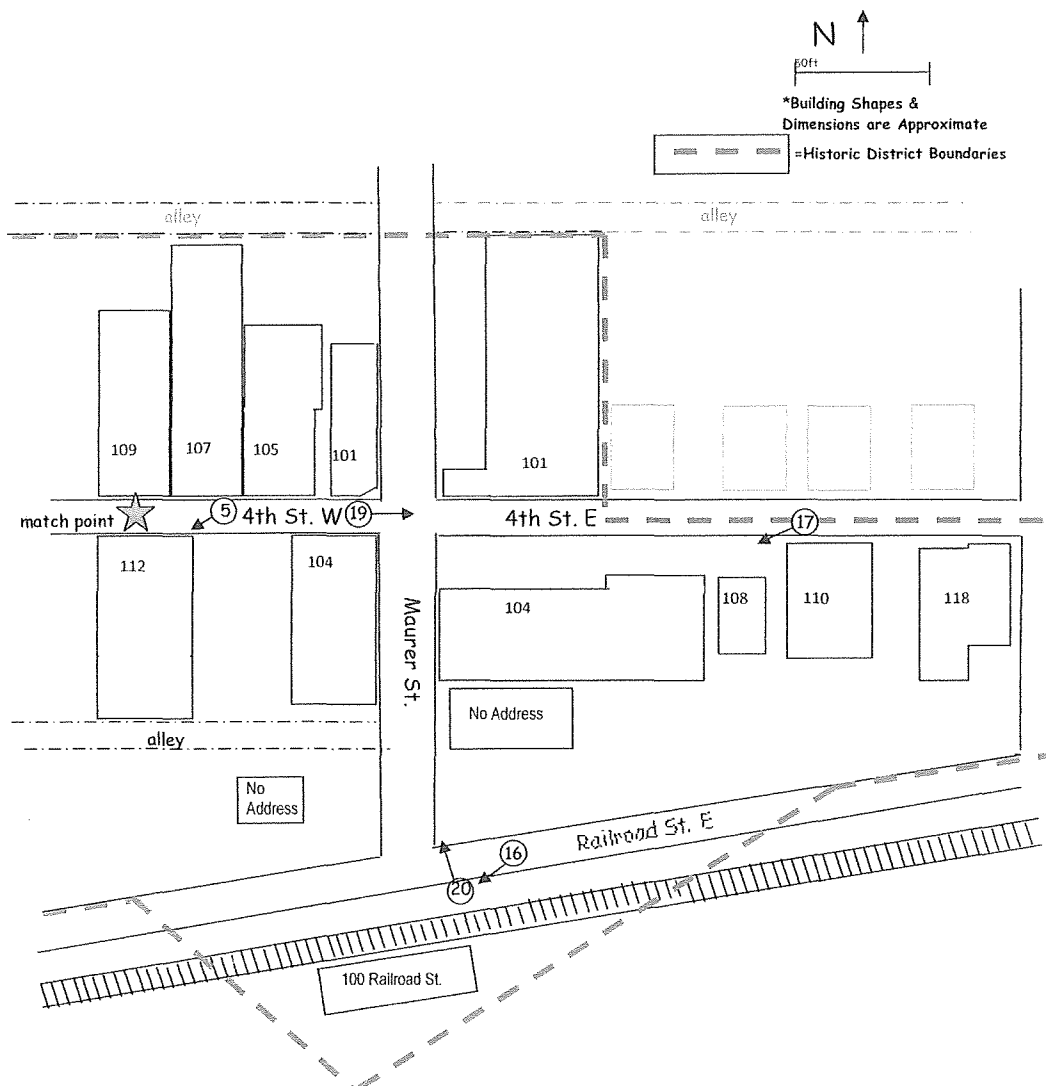 N
50ft
*Building Shapes &
Dimensions are Approximate
=Historic District Boundaries
alley
alley
109
107
105
101
101
match point
5
4th St. W
19
4th St. E
17
112
104
Maurer St.
104
108
110
118
No Address
alley
No
Address
Railroad St. E
16
20
100 Railroad St.